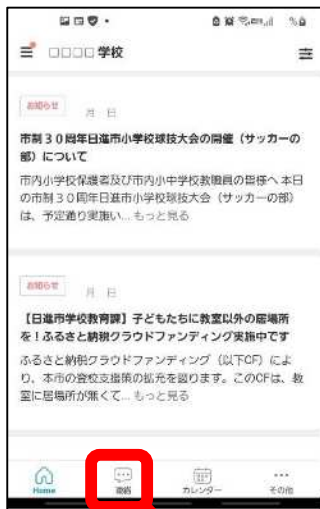 □□□□学校
お知らせ 月 日
市制３０周年日進市小学校球技大会の開催（サッカーの
部）について
市内小学校保護者及び市内小中学校教職員の皆様へ 本日
の市制３０周年日進市小学校球技大会（サッカーの部）
は、予定通り実施い... もっと見る
お知らせ 月 日
【日進市学校教育課】子どもたちに教室以外の居場所
を！ふるさと納税クラウドファンディング実施中です
ふるさと納税クラウドファンディング（以下CF）によ
り、本市の登校支援策の拡充を図ります。このCFは、教
室に居場所が無くて... もっと見る
Home 連絡 カレンダー その他